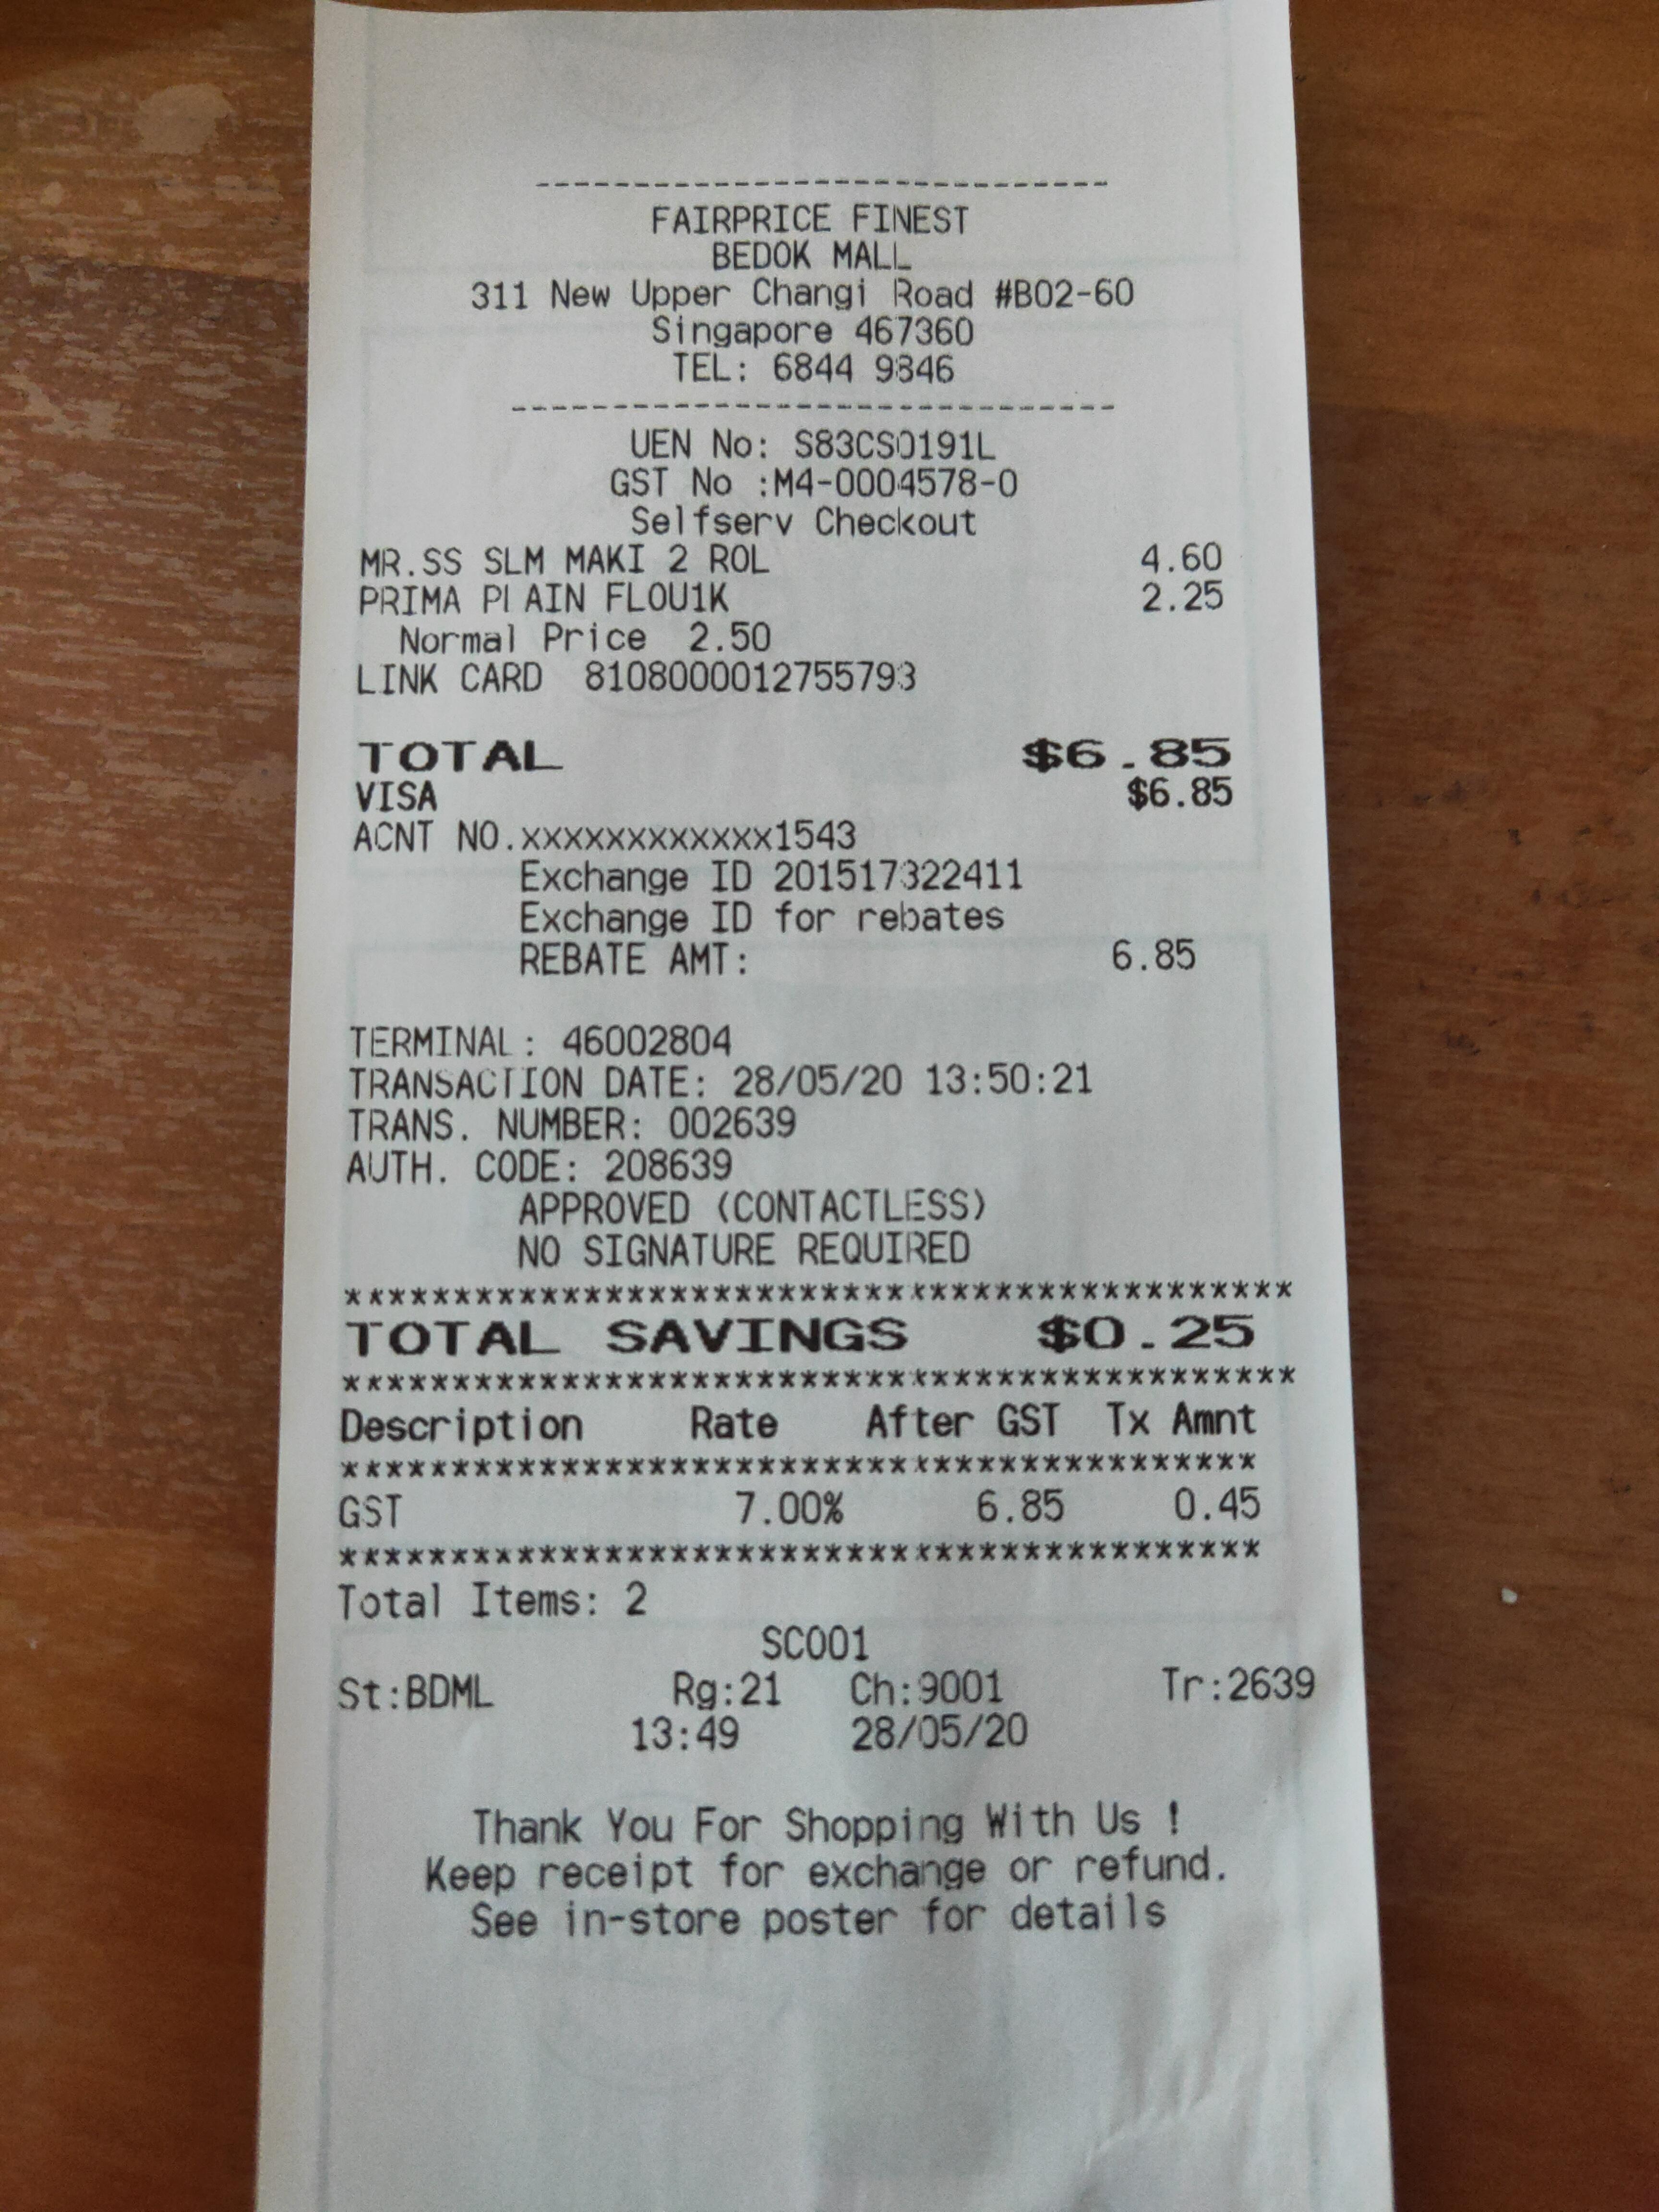 ------------------------------
FAIRPRICE FINEST
BEDOK MALL
311 New Upper Changi Road #B02-60
Singapore 467360
TEL: 6844 9846
------------------------------
UEN No: S83CS0191L
GST No :M4-0004578-0
Selfserv Checkout
MR.SS SLM MAKI 2 ROL 4.60
PRIMA PLAIN FLOU1K 2.25
Normal Price 2.50
LINK CARD 8108000012755793
TOTAL $6.85
VISA $6.85
ACNT NO.xxxxxxxxxxxx1543
Exchange ID 201517322411
Exchange ID for rebates
REBATE AMT: 6.85
TERMINAL: 46002804
TRANSACTION DATE: 28/05/20 13:50:21
TRANS. NUMBER: 002639
AUTH. CODE: 208639
APPROVED (CONTACTLESS)
NO SIGNATURE REQUIRED
********************************************
TOTAL SAVINGS $0.25
********************************************
Description Rate After GST Tx Amnt
******************************************
GST 7.00% 6.85 0.45
******************************************
Total Items: 2
SC001
St:BDML Rg:21 Ch:9001 Tr:2639
13:49 28/05/20
Thank You For Shopping With Us !
Keep receipt for exchange or refund.
See in-store poster for details